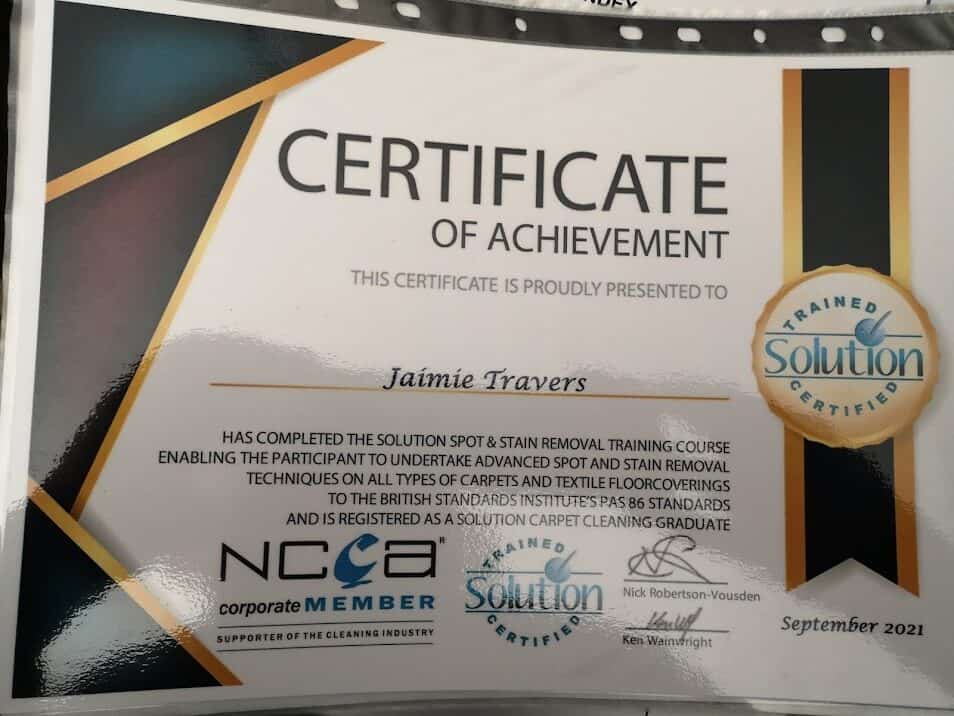 CERTIFICATE
OF ACHIEVEMENT
THIS CERTIFICATE IS PROUDLY PRESENTED TO
Jaimie Travers
TRAINED
Solution
CERTIFIED
HAS COMPLETED THE SOLUTION SPOT & STAIN REMOVAL TRAINING COURSE
ENABLING THE PARTICIPANT TO UNDERTAKE ADVANCED SPOT AND STAIN REMOVAL
TECHNIQUES ON ALL TYPES OF CARPETS AND TEXTILE FLOORCOVERINGS
TO THE BRITISH STANDARDS INSTITUTE'S PAS 86 STANDARDS
AND IS REGISTERED AS A SOLUTION CARPET CLEANING GRADUATE
NCCA®
corporate MEMBER
SUPPORTER OF THE CLEANING INDUSTRY
TRAINED
Solution
CERTIFIED
Nick Robertson-Vousden
Ken Wainwright
September 2021